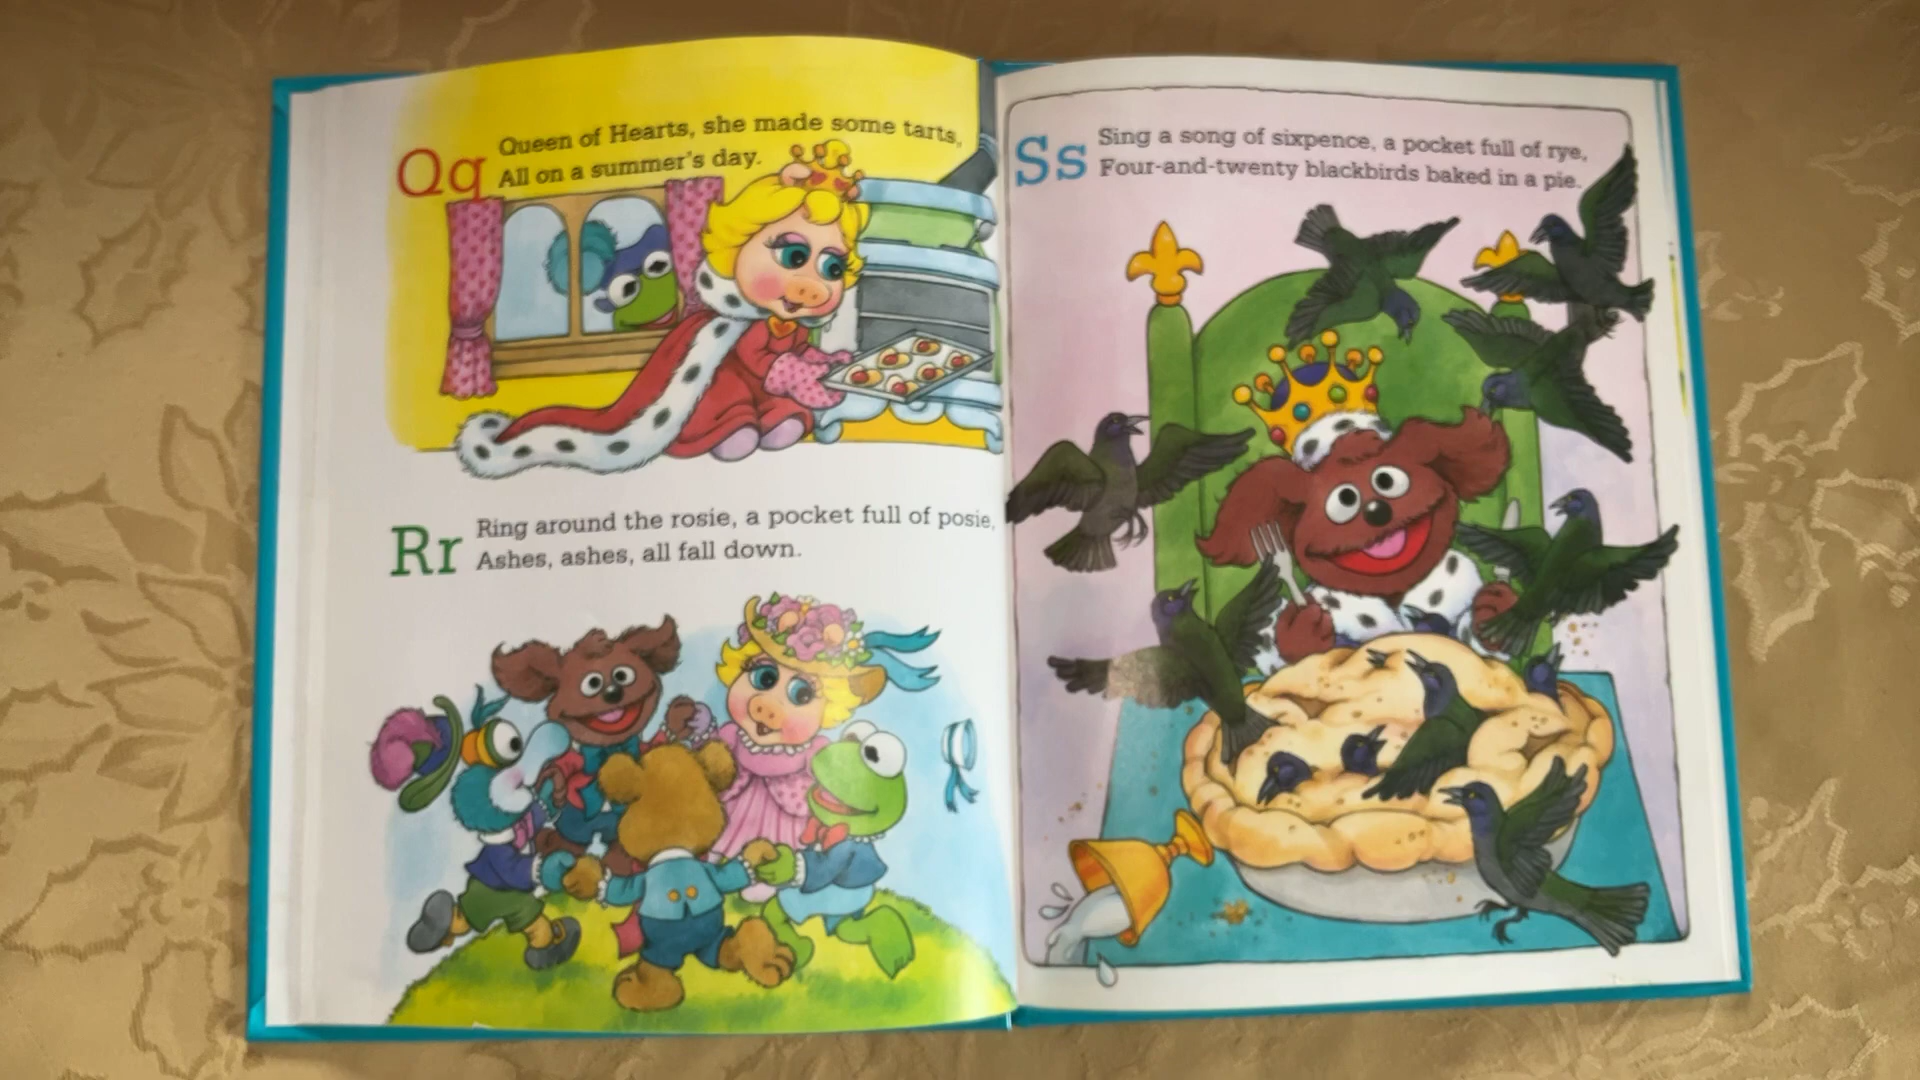 Qq
Queen of Hearts, she made some tarts,
All on a summer's day.
Rr
Ring around the rosie, a pocket full of posie,
Ashes, ashes, all fall down.
Ss
Sing a song of sixpence, a pocket full of rye,
Four-and-twenty blackbirds baked in a pie.